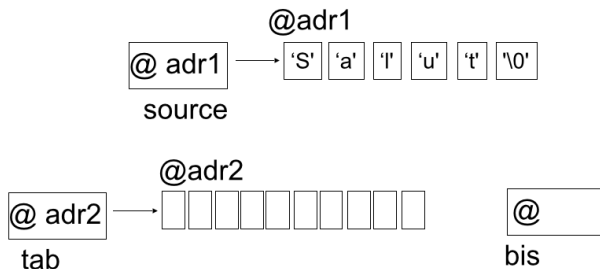 @adr1
@ adr1 ‘S' ‘a' ‘l' ‘u' ‘t' '\0'
source
@adr2
@ adr2 @
tab bis